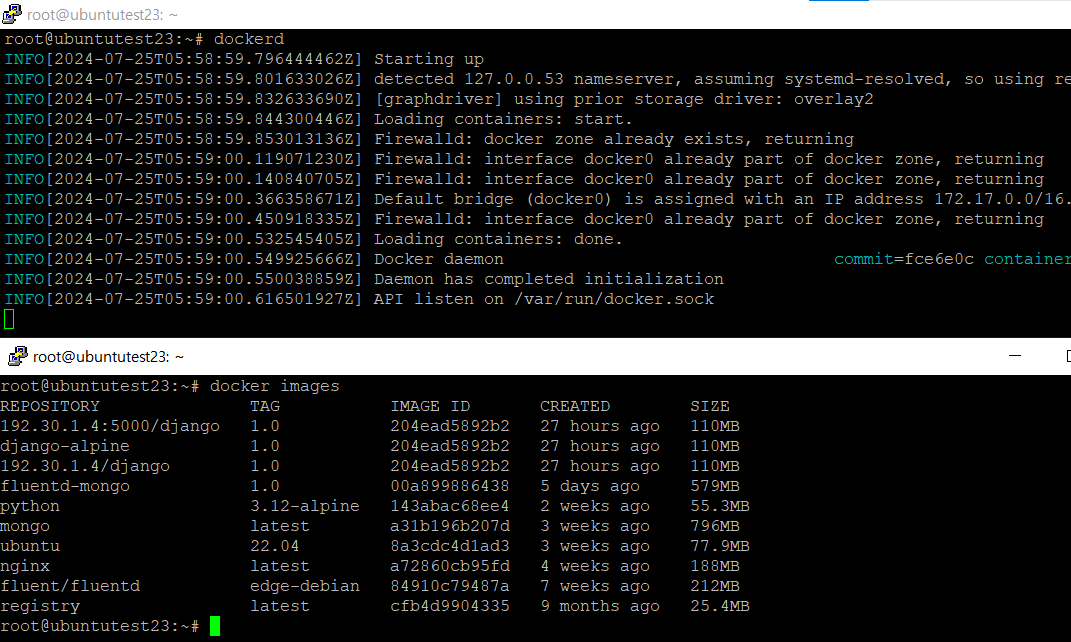 root@ubuntutest23: ~
root@ubuntutest23:~# dockerd
INFO[2024-07-25T05:58:59.796444462Z] Starting up
INFO[2024-07-25T05:58:59.801633026Z] detected 127.0.0.53 nameserver, assuming systemd-resolved, so using re
INFO[2024-07-25T05:58:59.832633690Z] [graphdriver] using prior storage driver: overlay2
INFO[2024-07-25T05:58:59.844300446Z] Loading containers: start.
INFO[2024-07-25T05:58:59.853013136Z] Firewalld: docker zone already exists, returning
INFO[2024-07-25T05:59:00.119071230Z] Firewalld: interface docker0 already part of docker zone, returning
INFO[2024-07-25T05:59:00.140840705Z] Firewalld: interface docker0 already part of docker zone, returning
INFO[2024-07-25T05:59:00.366358671Z] Default bridge (docker0) is assigned with an IP address 172.17.0.0/16.
INFO[2024-07-25T05:59:00.450918335Z] Firewalld: interface docker0 already part of docker zone, returning
INFO[2024-07-25T05:59:00.532545405Z] Loading containers: done.
INFO[2024-07-25T05:59:00.549925666Z] Docker daemon commit=fce6e0c container
INFO[2024-07-25T05:59:00.550038859Z] Daemon has completed initialization
INFO[2024-07-25T05:59:00.616501927Z] API listen on /var/run/docker.sock
root@ubuntutest23: ~
root@ubuntutest23:~# docker images
REPOSITORY TAG IMAGE ID CREATED SIZE
192.30.1.4:5000/django 1.0 204ead5892b2 27 hours ago 110MB
django-alpine 1.0 204ead5892b2 27 hours ago 110MB
192.30.1.4/django 1.0 204ead5892b2 27 hours ago 110MB
fluentd-mongo 1.0 00a899886438 5 days ago 579MB
python 3.12-alpine 143abac68ee4 2 weeks ago 55.3MB
mongo latest a31b196b207d 3 weeks ago 796MB
ubuntu 22.04 8a3cdc4d1ad3 3 weeks ago 77.9MB
nginx latest a72860cb95fd 4 weeks ago 188MB
fluent/fluentd edge-debian 84910c79487a 7 weeks ago 212MB
registry latest cfb4d9904335 9 months ago 25.4MB
root@ubuntutest23:~#